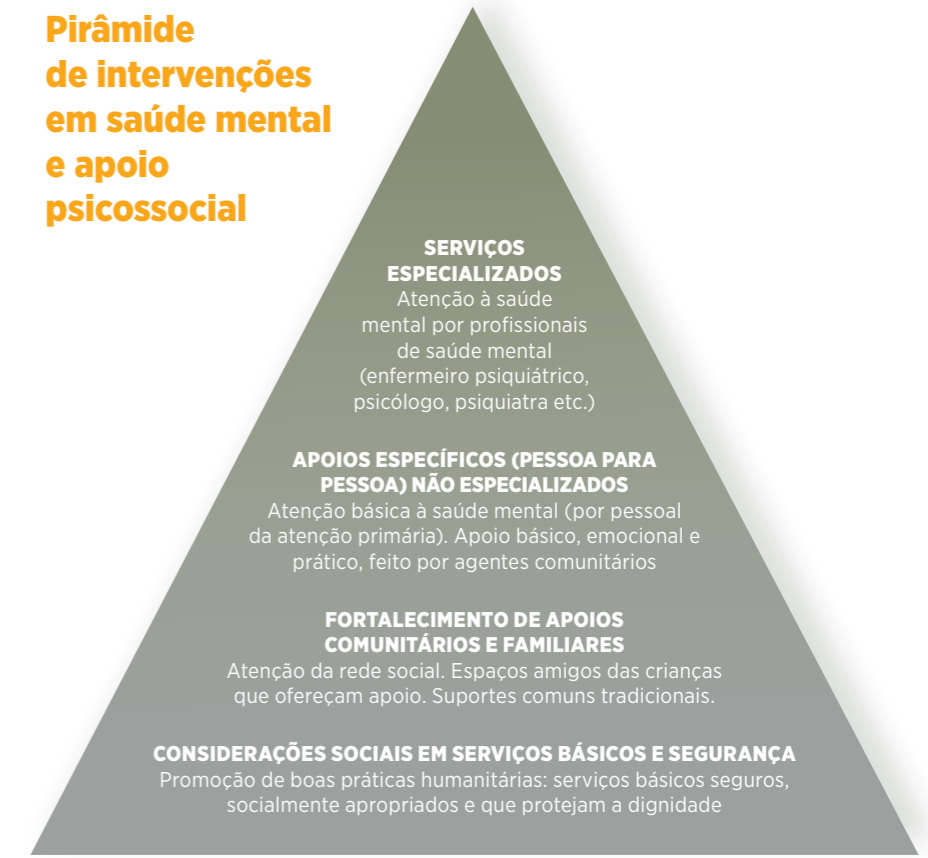 Pirâmide
de intervenções
em saúde mental
e apoio
psicossocial
SERVIÇOS
ESPECIALIZADOS
Atenção à saúde
mental por profissionais
de saúde mental
(enfermeiro psiquiátrico,
psicólogo, psiquiatra etc.)
APOIOS ESPECÍFICOS (PESSOA PARA
PESSOA) NÃO ESPECIALIZADOS
Atenção básica à saúde mental (por pessoal
da atenção primária). Apoio básico, emocional e
prático, feito por agentes comunitários
FORTALECIMENTO DE APOIOS
COMUNITÁRIOS E FAMILIARES
Atenção da rede social. Espaços amigos das crianças
que ofereçam apoio. Suportes comuns tradicionais.
CONSIDERAÇÕES SOCIAIS EM SERVIÇOS BÁSICOS E SEGURANÇA
Promoção de boas práticas humanitárias: serviços básicos seguros,
socialmente apropriados e que protejam a dignidade